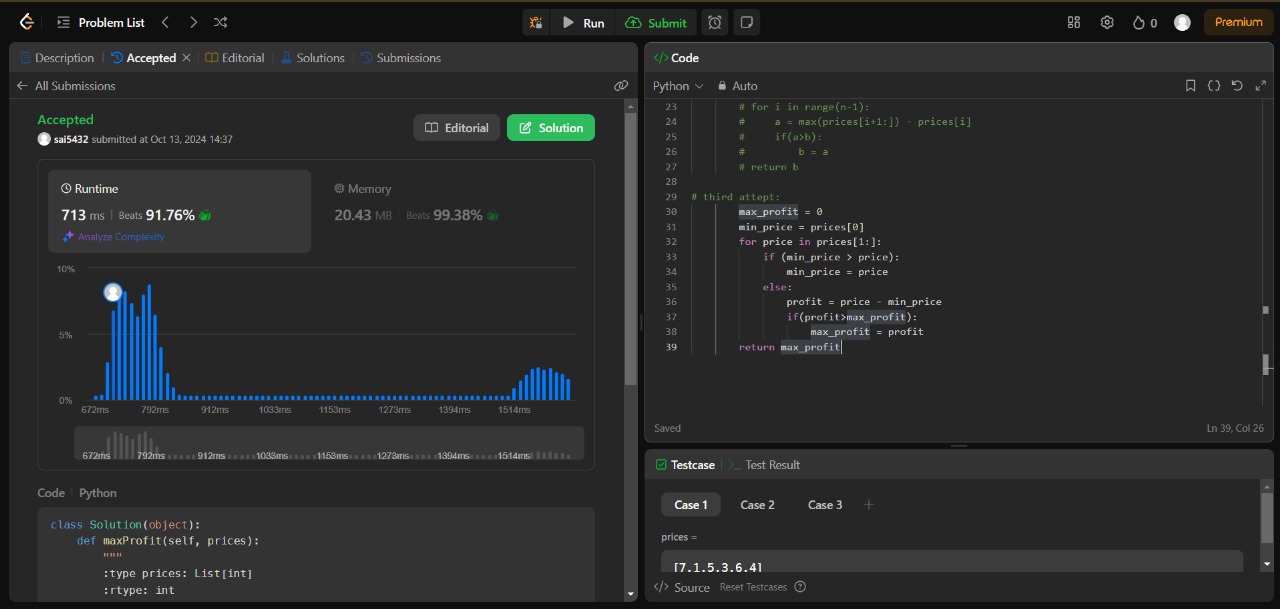 Problem List
Run
Submit
0
Premium
Description
Accepted
Editorial
Solutions
Submissions
All Submissions
Accepted
sai5432 submitted at Oct 13, 2024 14:37
Editorial
Solution
Runtime
713 ms | Beats 91.76%
Analyze Complexity
Memory
20.43 MB | Beats 99.38%
10%
5%
0%
672ms 792ms 912ms 1033ms 1153ms 1273ms 1394ms 1514ms
672ms 792ms 912ms 1033ms 1153ms 1273ms 1394ms 1514ms
Code | Python
class Solution(object):
def maxProfit(self, prices):
"""
:type prices: List[int]
:rtype: int
</> Code
Python
Auto
23 # for i in range(n-1):
24 # a = max(prices[i+1:]) - prices[i]
25 # if(a>b):
26 # b = a
27 # return b
28
29 # third attept:
30 max_profit = 0
31 min_price = prices[0]
32 for price in prices[1:]:
33 if (min_price > price):
34 min_price = price
35 else:
36 profit = price - min_price
37 if(profit>max_profit):
38 max_profit = profit
39 return max_profit
Saved
Ln 39, Col 26
Testcase
>_ Test Result
Case 1
Case 2
Case 3
+
prices =
[7,1,5,3,6,4]
</> Source
Reset Testcases
?